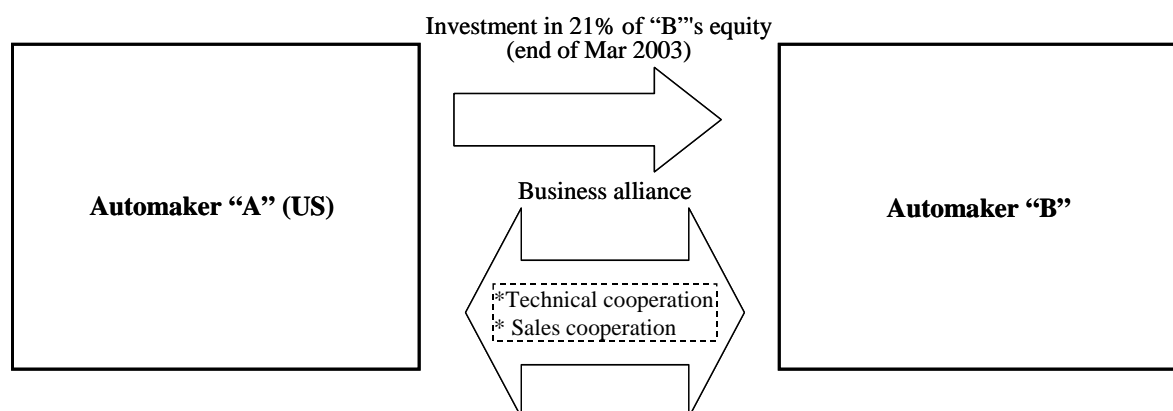 Investment in 21% of “B”'s equity
(end of Mar 2003)
Automaker “A” (US)
Business alliance
*Technical cooperation
* Sales cooperation
Automaker “B”